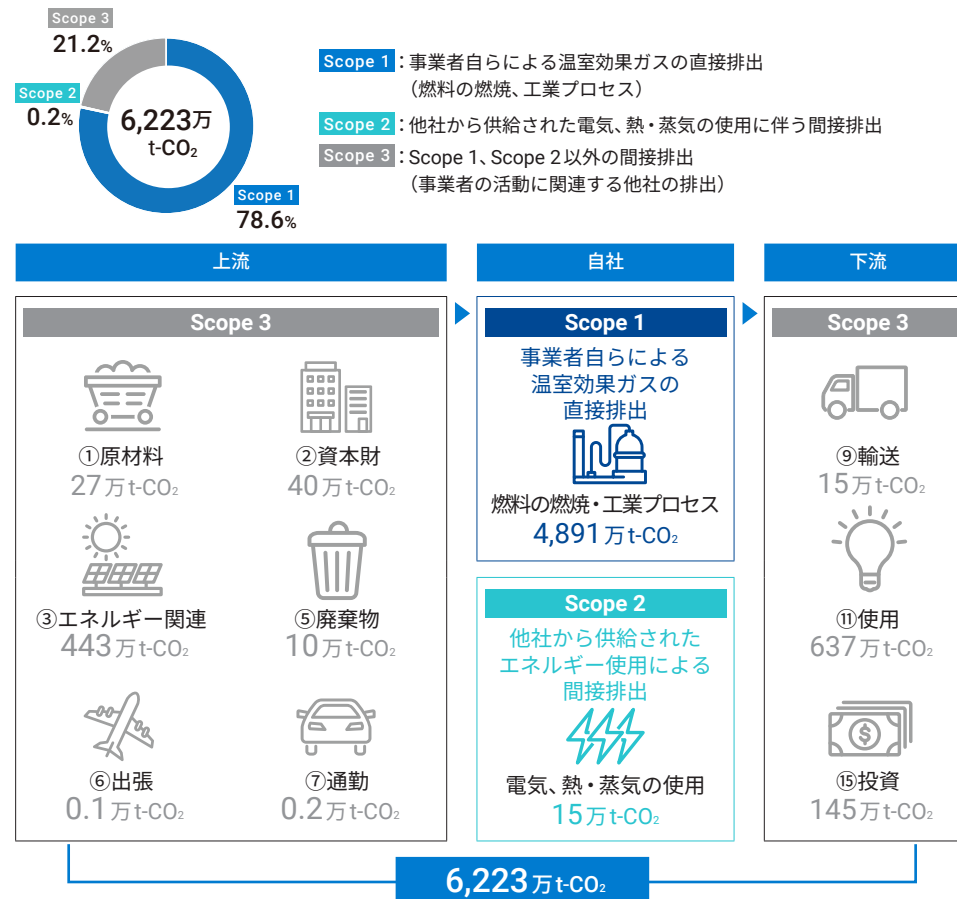 Scope 3
21.2%
Scope 2
0.2%
6,223万
t-CO₂
Scope 1
78.6%
Scope 1：事業者自らによる温室効果ガスの直接排出
（燃料の燃焼、工業プロセス）
Scope 2：他社から供給された電気、熱・蒸気の使用に伴う間接排出
Scope 3：Scope 1、Scope 2以外の間接排出
（事業者の活動に関連する他社の排出）
上流
Scope 3
①原材料
27万t-CO₂
②資本財
40万t-CO₂
③エネルギー関連
443万t-CO₂
⑤廃棄物
10万t-CO₂
⑥出張
0.1万t-CO₂
⑦通勤
0.2万t-CO₂
自社
Scope 1
事業者自らによる
温室効果ガスの
直接排出
燃料の燃焼・工業プロセス
4,891万t-CO₂
Scope 2
他社から供給された
エネルギー使用による
間接排出
電気、熱・蒸気の使用
15万t-CO₂
下流
Scope 3
⑨輸送
15万t-CO₂
⑪使用
637万t-CO₂
$
⑮投資
145万t-CO₂
6,223万t-CO₂